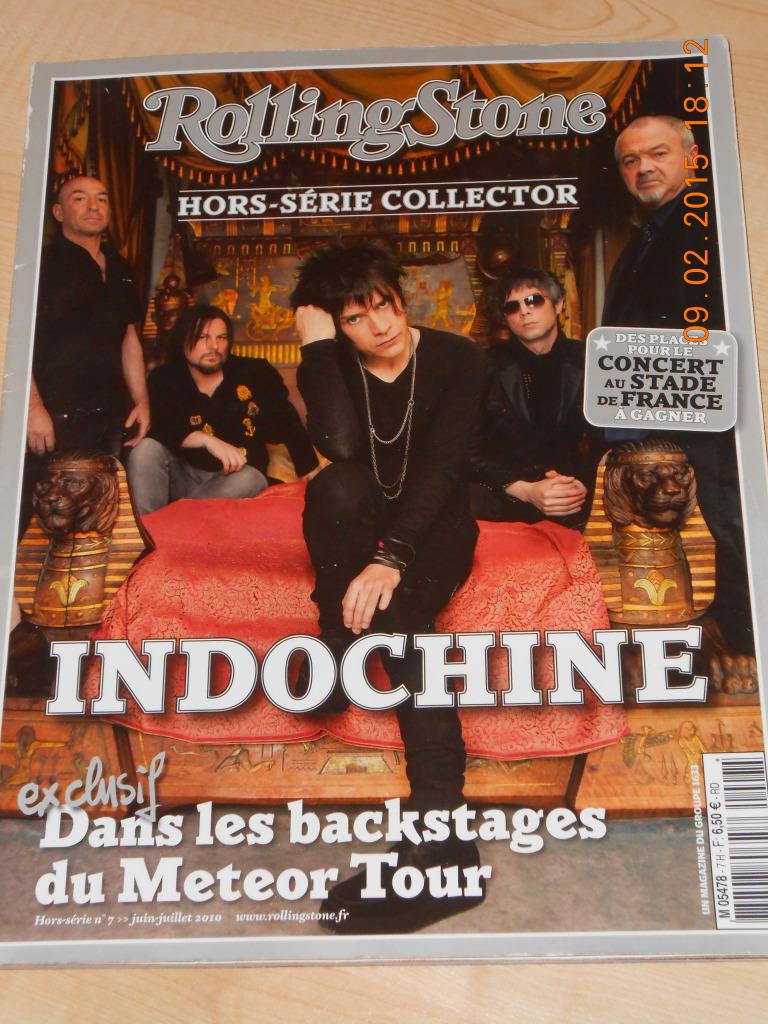 RollingStone
HORS-SÉRIE COLLECTOR
09.02.2015 18:12
DES PLACES
POUR LE
CONCERT
AU STADE
DE FRANCE
À GAGNER
INDOCHINE
exclusif
Dans les backstages
du Meteor Tour
Hors-série n° 7 >> juin-juillet 2010 www.rollingstone.fr
UN MAGAZINE DU GROUPE 1633
M 05478 - 7 H - F: 6,50 € - RD